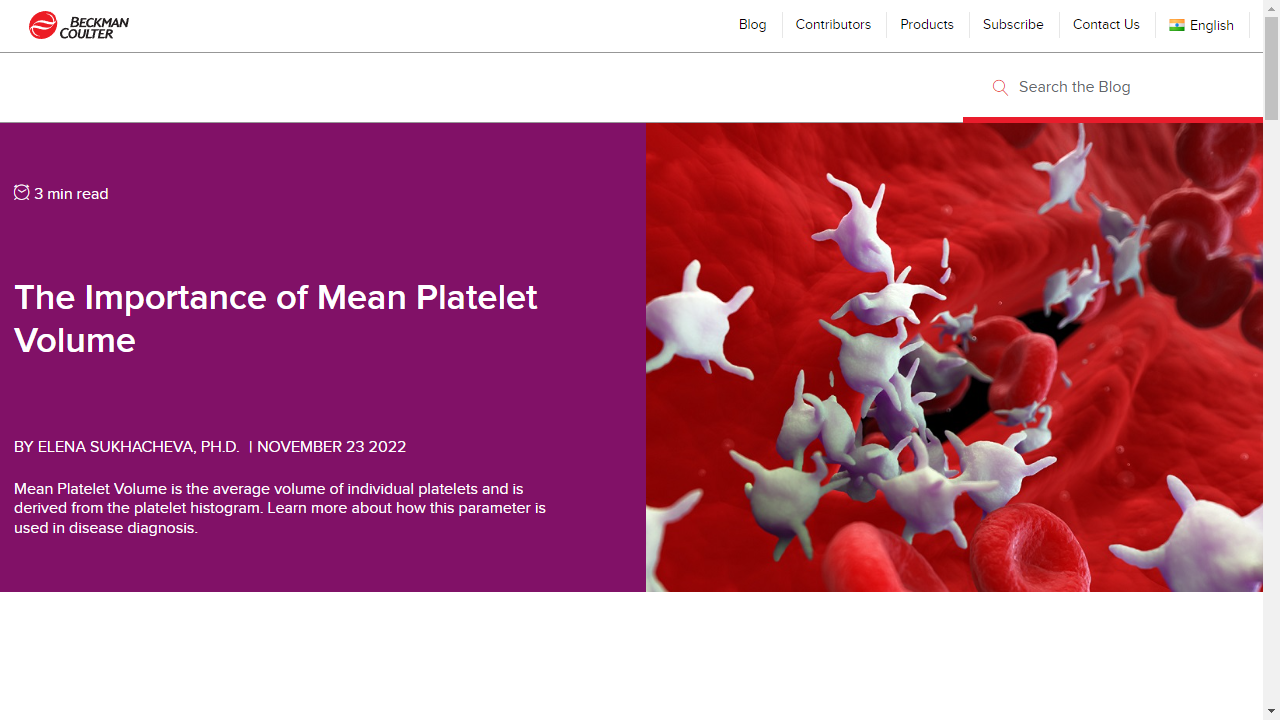 BECKMAN
COULTER
Blog
Contributors
Products
Subscribe
Contact Us
English
Search the Blog
3 min read
The Importance of Mean Platelet
Volume
BY ELENA SUKHACHEVA, PH.D. | NOVEMBER 23 2022
Mean Platelet Volume is the average volume of individual platelets and is
derived from the platelet histogram. Learn more about how this parameter is
used in disease diagnosis.